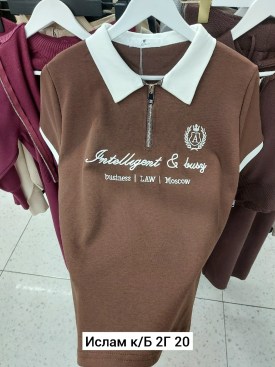 A
Intelligent & busy
business | LAW | Moscow
Ислам к/Б 2Г 20